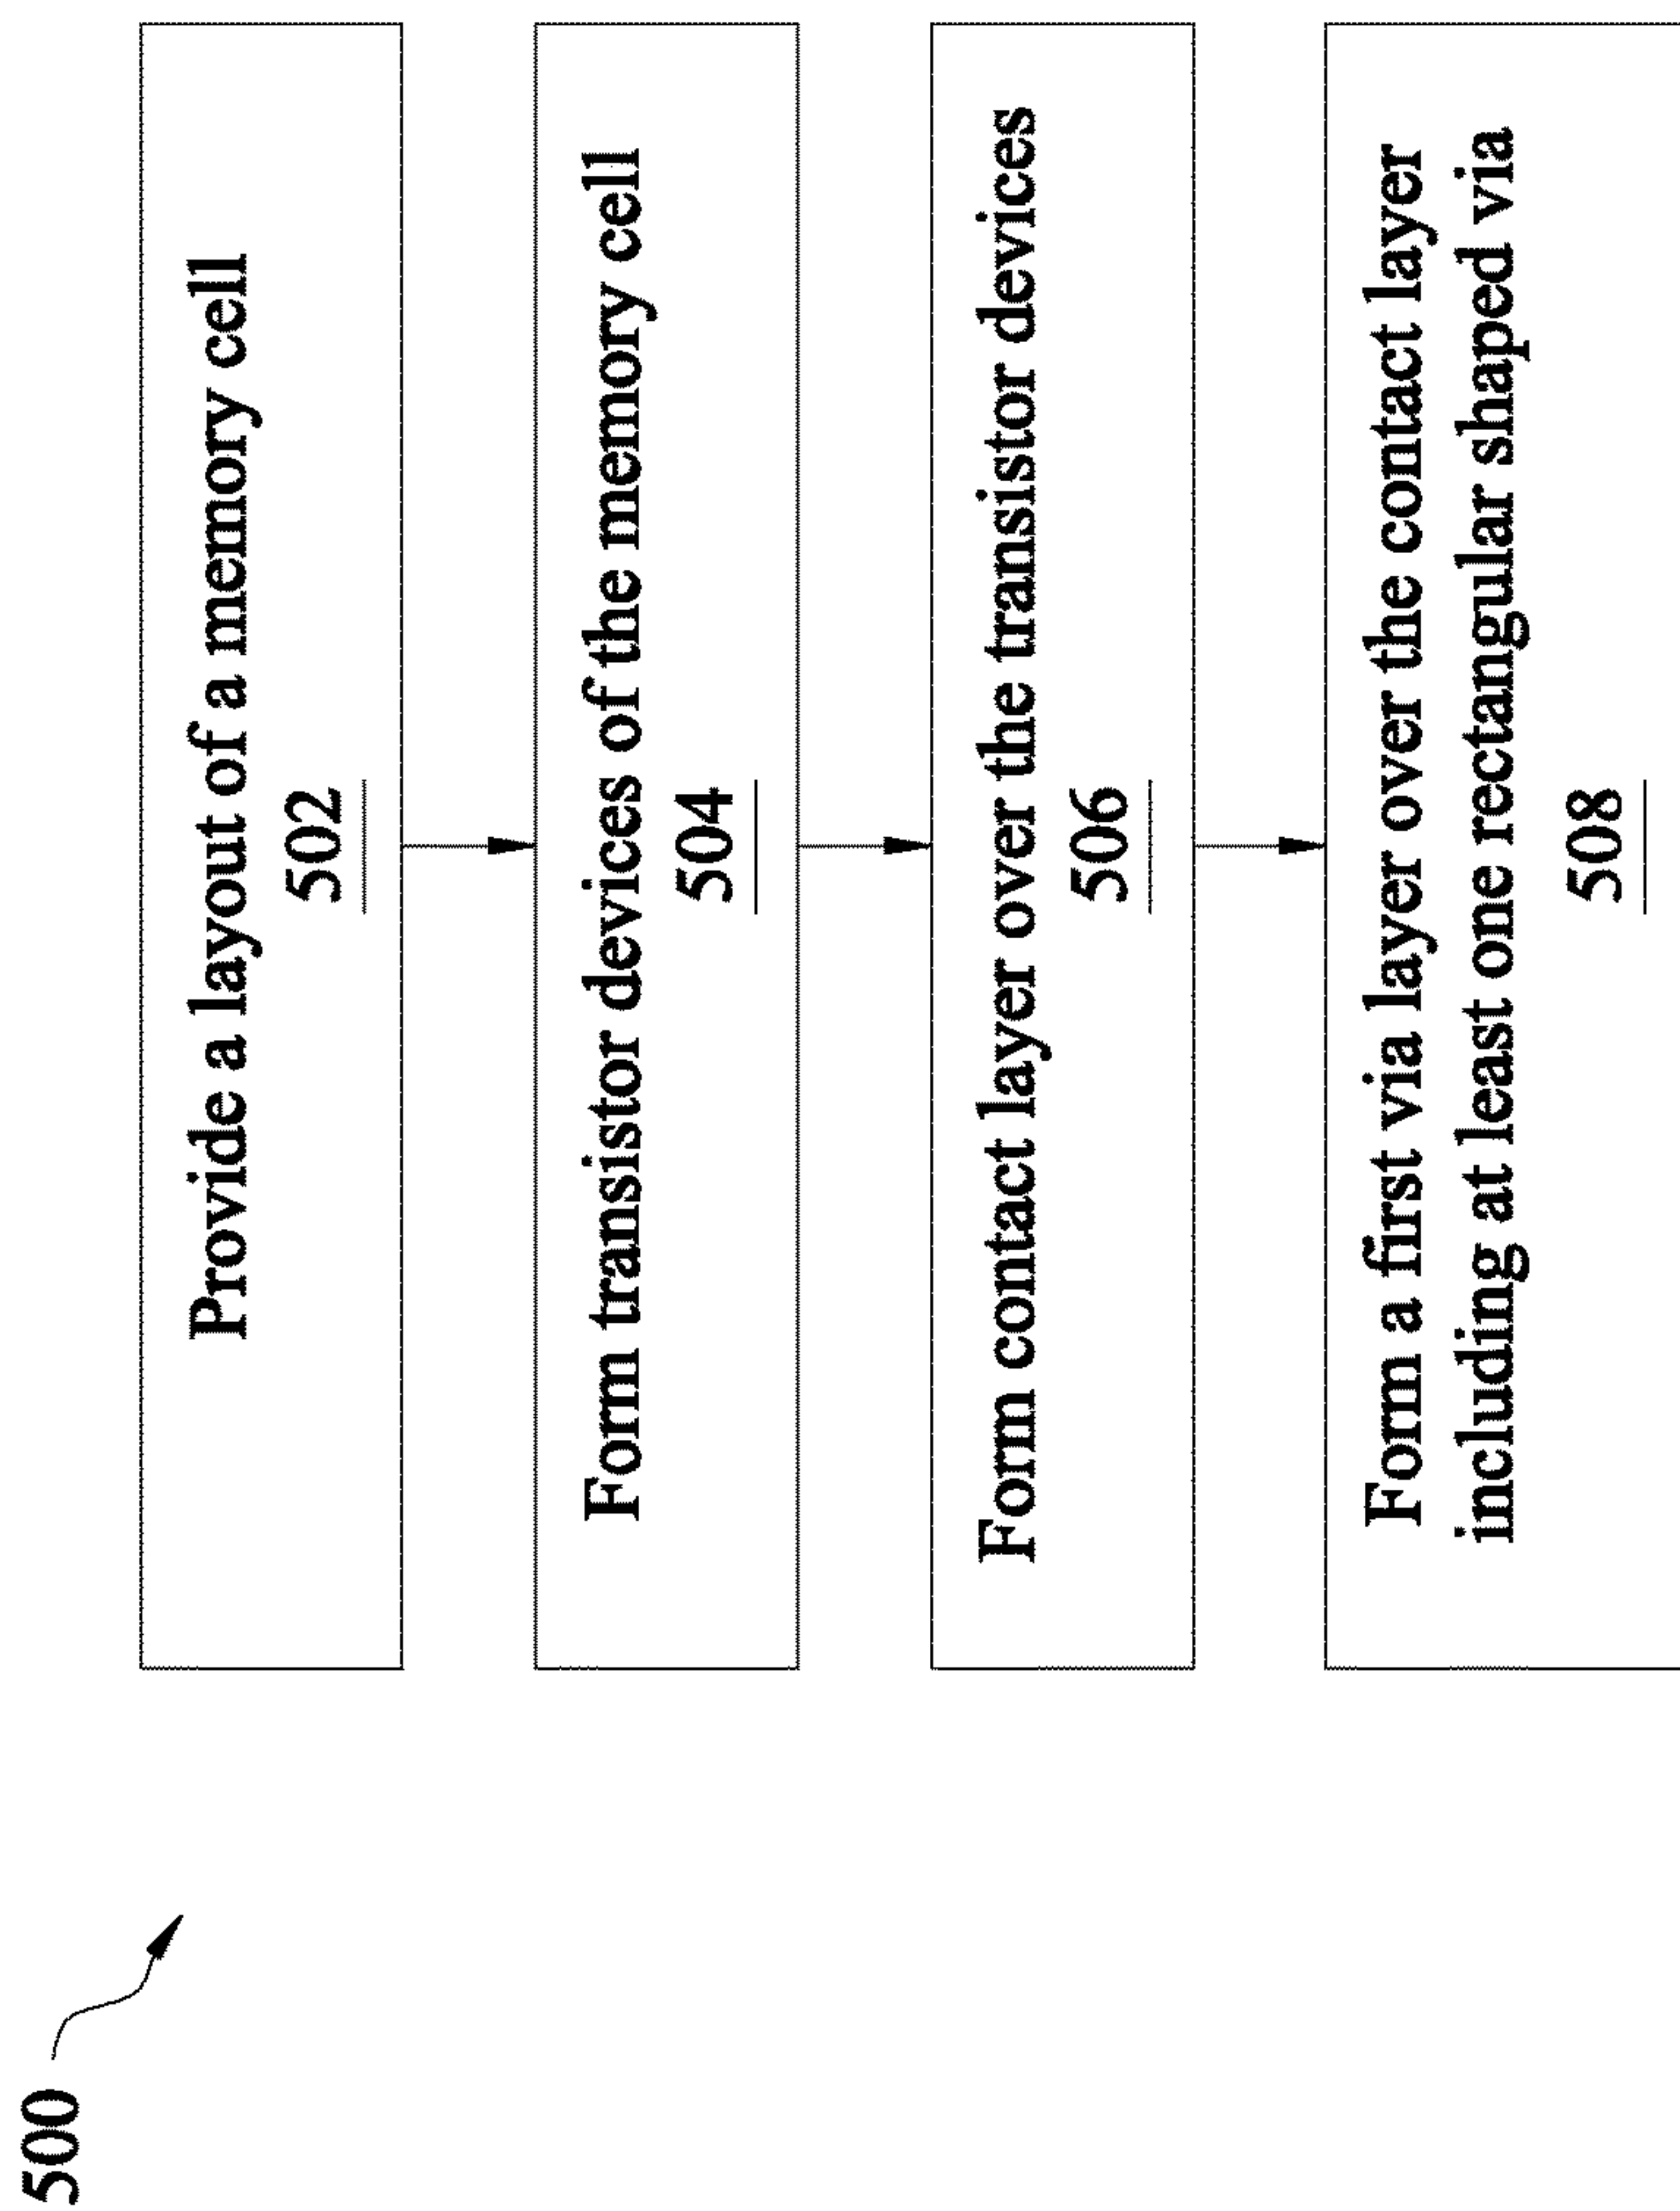 500
Provide a layout of a memory cell
502
Form transistor devices of the memory cell
504
Form contact layer over the transistor devices
506
Form a first via layer over the contact layer
including at least one rectangular shaped via
508